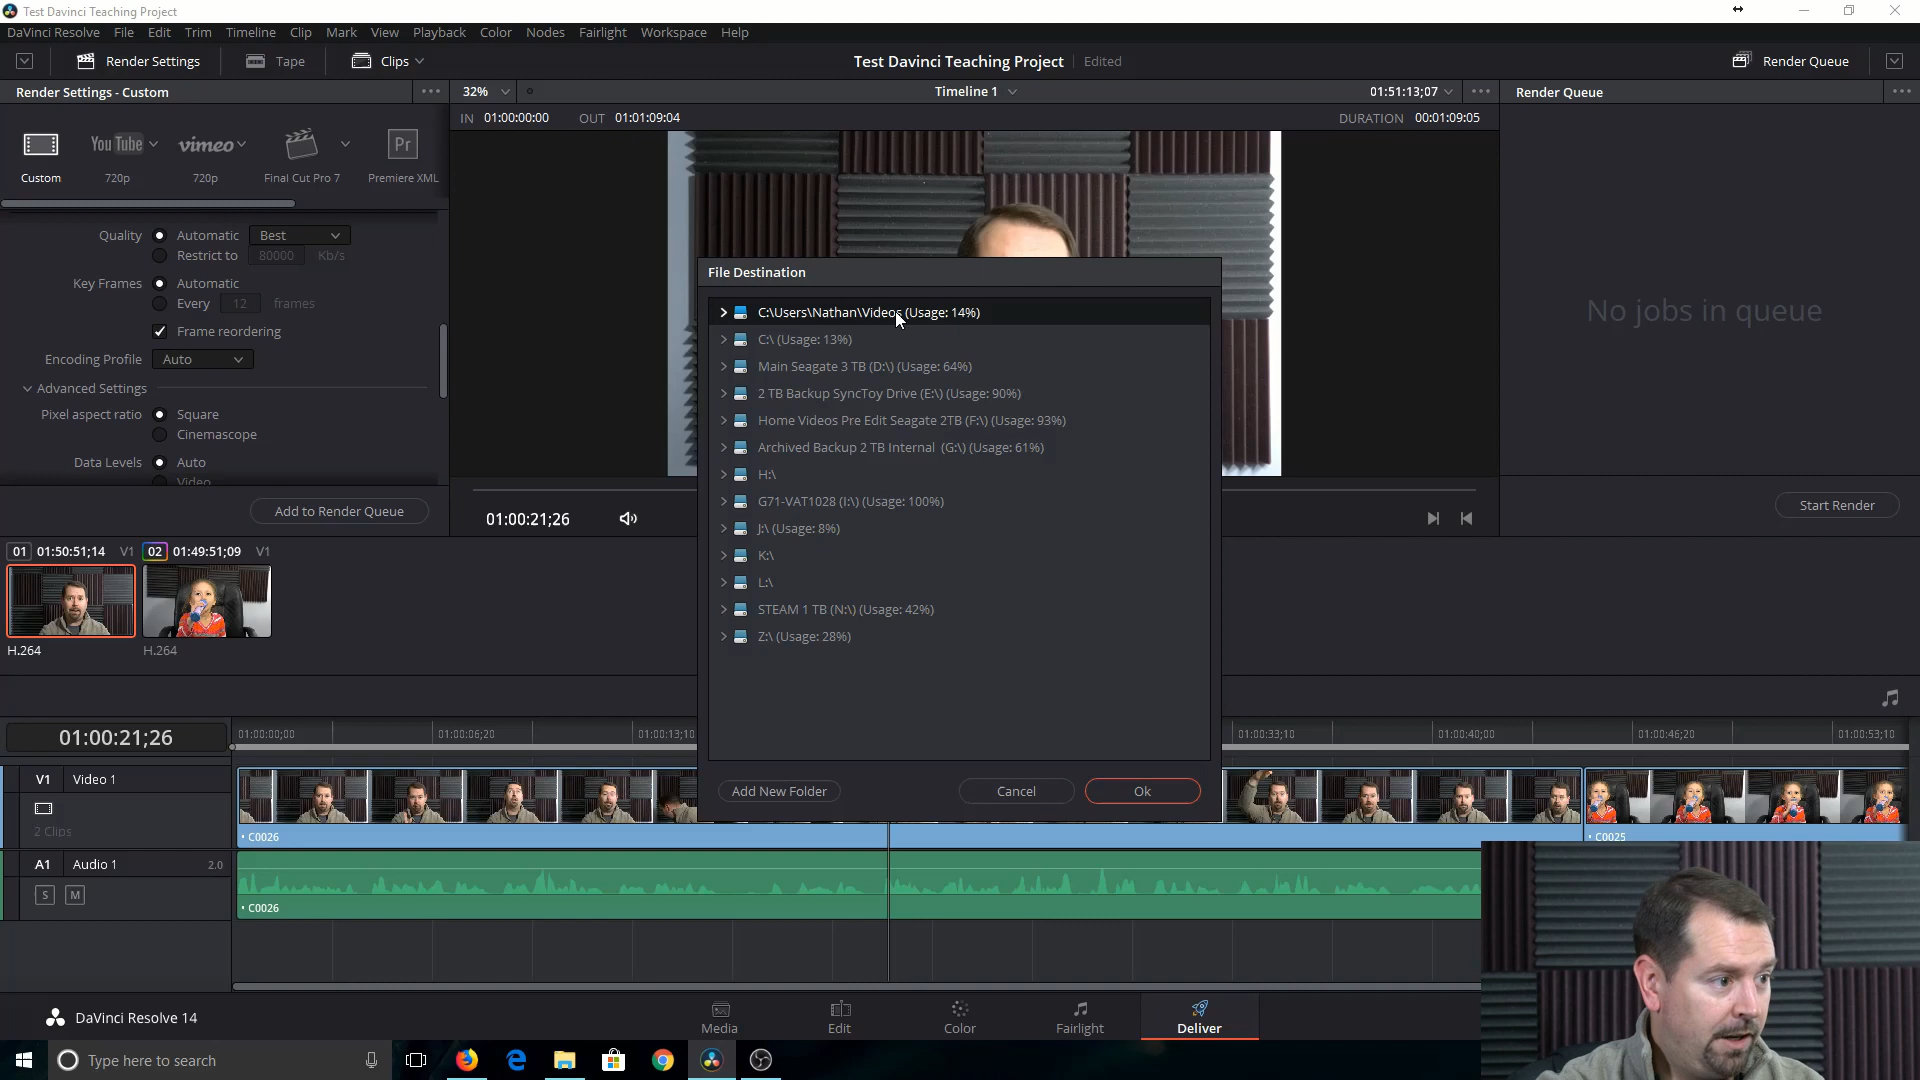 Test Davinci Teaching Project
DaVinci Resolve File Edit Trim Timeline Clip Mark View Playback Color Nodes Fairlight Workspace Help
Render Settings Tape Clips Test Davinci Teaching Project Edited Render Queue
Render Settings - Custom 32% Timeline 1 01:51:13;07 Render Queue
IN 01:00:00:00 OUT 01:01:09:04 DURATION 00:01:09:05
YouTube vimeo Pr
Custom 720p 720p Final Cut Pro 7 Premiere XML
Quality Automatic Best
Restrict to 80000 Kb/s
Key Frames Automatic
Every 12 frames
Frame reordering
Encoding Profile Auto
Advanced Settings
Pixel aspect ratio Square
Cinemascope
Data Levels Auto
Video
Add to Render Queue
File Destination
C:\Users\Nathan\Videos (Usage: 14%)
C:\ (Usage: 13%)
Main Seagate 3 TB (D:\) (Usage: 64%)
2 TB Backup SyncToy Drive (E:\) (Usage: 90%)
Home Videos Pre Edit Seagate 2TB (F:\) (Usage: 93%)
Archived Backup 2 TB Internal (G:\) (Usage: 61%)
H:\
G71-VAT1028 (I:\) (Usage: 100%)
J:\ (Usage: 8%)
K:\
L:\
STEAM 1 TB (N:\) (Usage: 42%)
Z:\ (Usage: 28%)
Add New Folder Cancel Ok
No jobs in queue
Start Render
01:00:21;26
01 01:50:51;14 V1 02 01:49:51;09 V1
H.264 H.264
01:00:21;26 01:00:00;00 01:00:06;20 01:00:13;10 01:00:33;10 01:00:40;00 01:00:46;20 01:00:53;10
V1 Video 1
2 Clips
C0026 C0025
A1 Audio 1 2.0
S M
C0026
DaVinci Resolve 14 Media Edit Color Fairlight Deliver
Type here to search